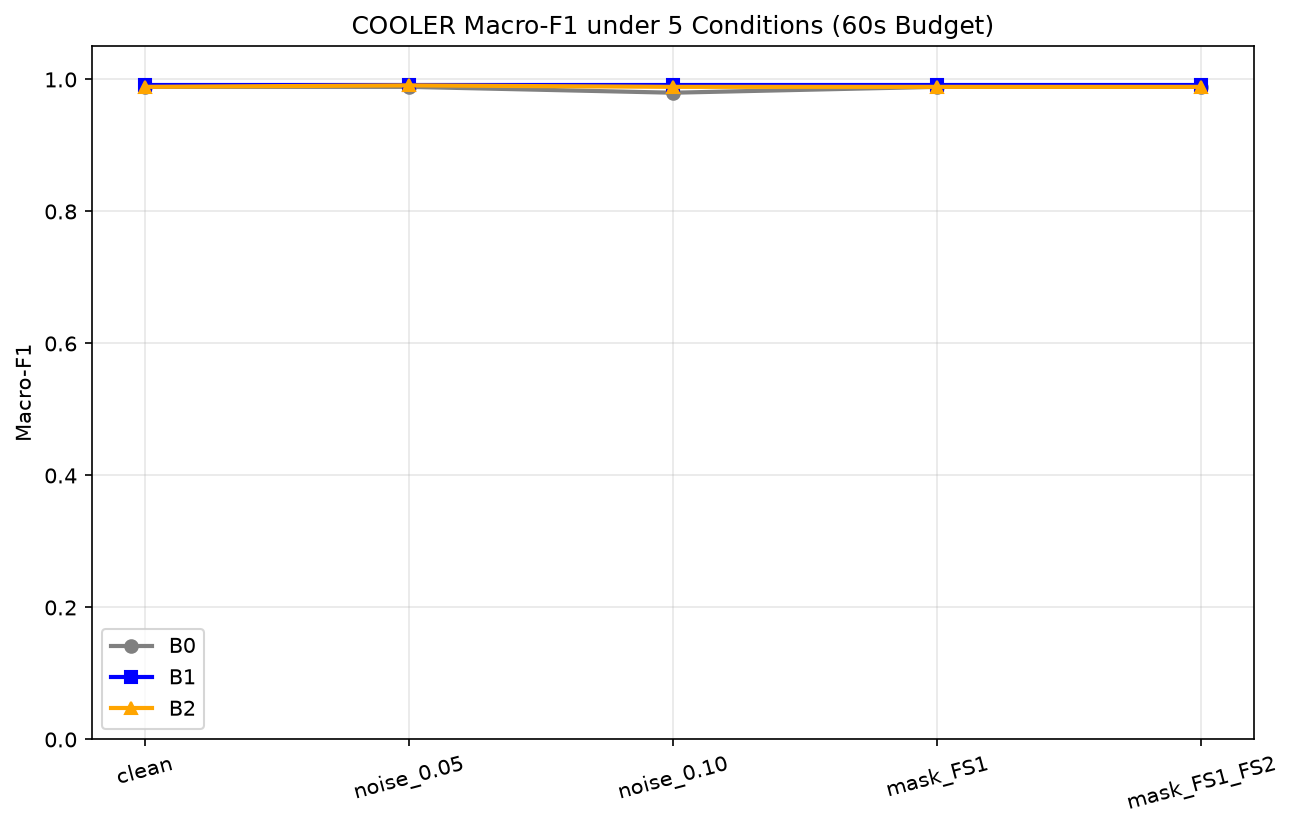 COOLER Macro-F1 under 5 Conditions (60s Budget)
Macro-F1
1.0
0.8
0.6
0.4
0.2
0.0
B0
B1
B2
clean
noise_0.05
noise_0.10
mask_FS1
mask_FS1_FS2